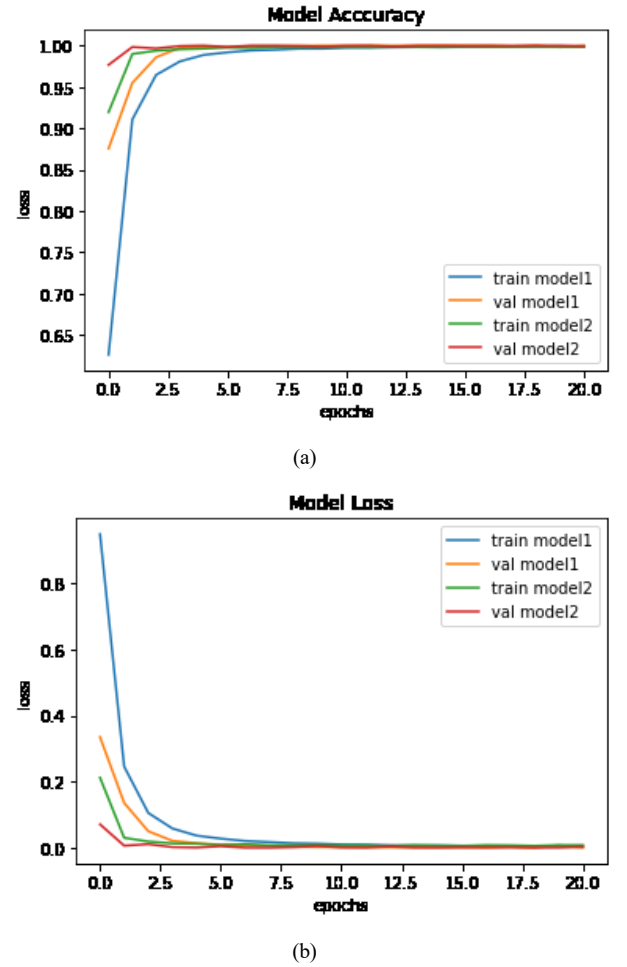 Model Acccuracy
1.00
0.95
0.90
0.85
0.80
0.75
0.70
0.65
loss
train model1
val model1
train model2
val model2
0.0 2.5 5.0 7.5 10.0 12.5 15.0 17.5 20.0
epochs
(a)
Model Loss
train model1
val model1
train model2
val model2
0.8
0.6
0.4
0.2
0.0
loss
0.0 2.5 5.0 7.5 10.0 12.5 15.0 17.5 20.0
epochs
(b)